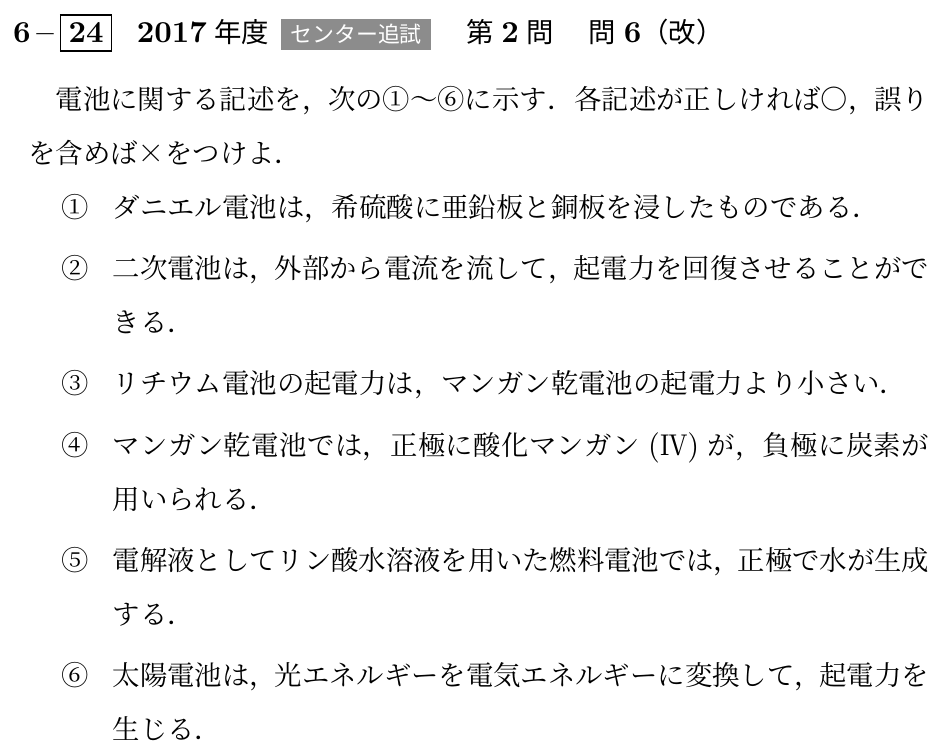 6-24 2017年度 センター追試 第2問 問6（改）
電池に関する記述を，次の①～⑥に示す．各記述が正しければ○，誤り
を含めば×をつけよ．
① ダニエル電池は，希硫酸に亜鉛板と銅板を浸したものである．
② 二次電池は，外部から電流を流して，起電力を回復させることがで
きる．
③ リチウム電池の起電力は，マンガン乾電池の起電力より小さい．
④ マンガン乾電池では，正極に酸化マンガン (Ⅳ) が，負極に炭素が
用いられる．
⑤ 電解液としてリン酸水溶液を用いた燃料電池では，正極で水が生成
する．
⑥ 太陽電池は，光エネルギーを電気エネルギーに変換して，起電力を
生じる．